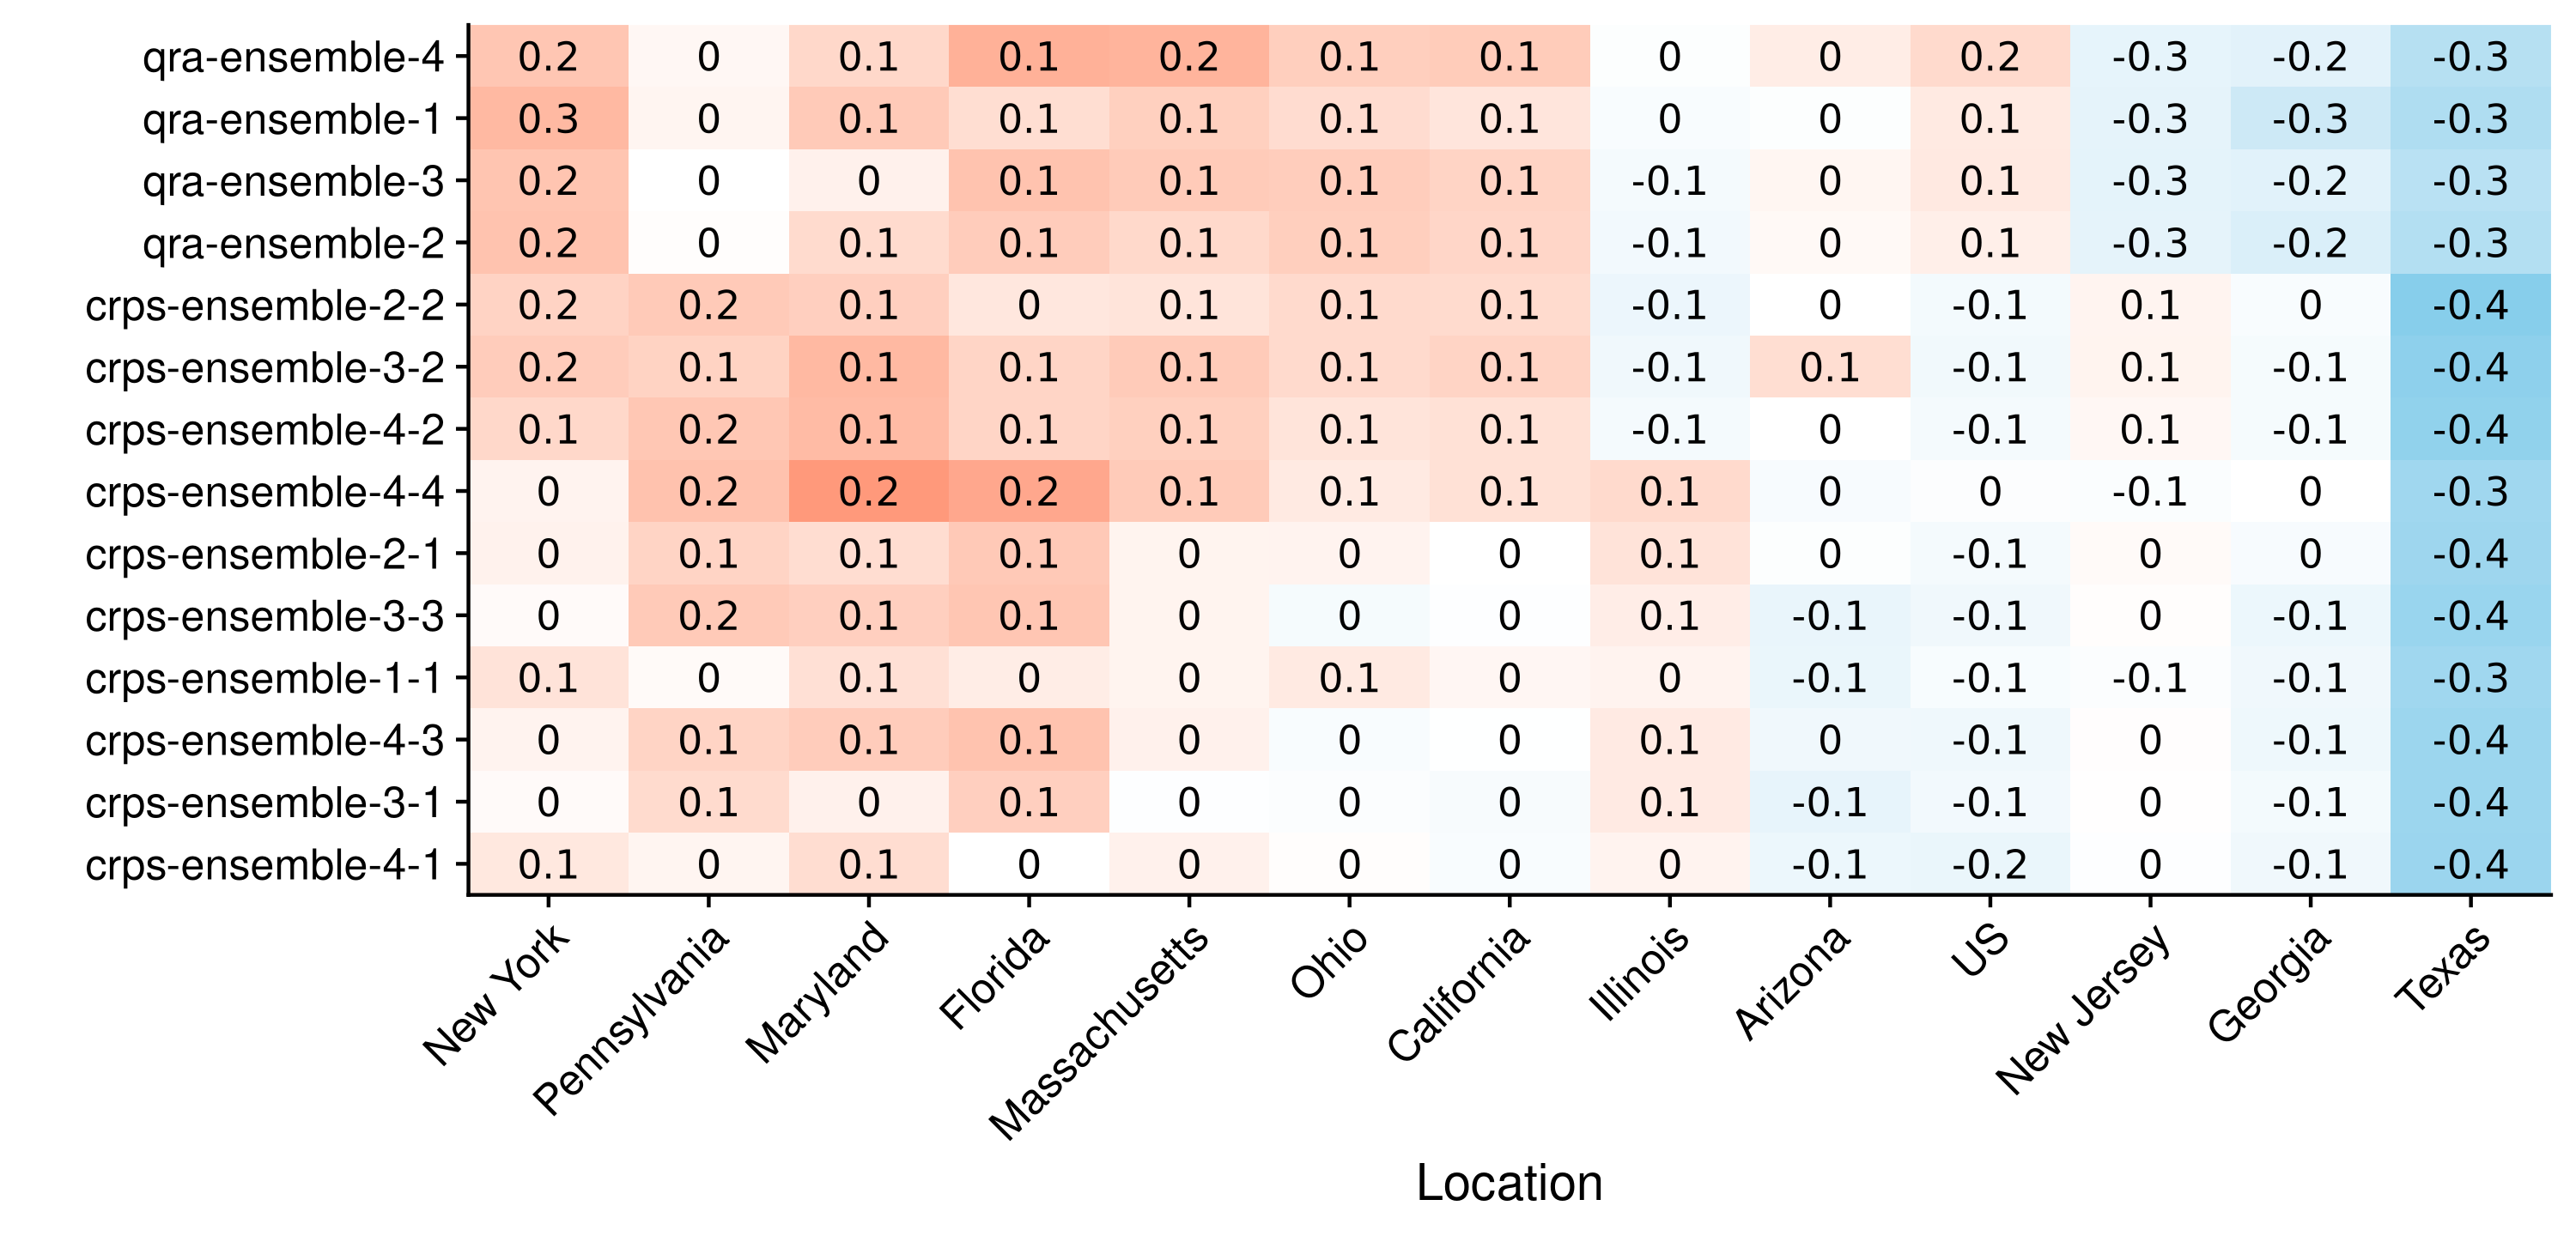 qra-ensemble-4 0.2 0 0.1 0.1 0.2 0.1 0.1 0 0 0.2 -0.3 -0.2 -0.3
qra-ensemble-1 0.3 0 0.1 0.1 0.1 0.1 0.1 0 0 0.1 -0.3 -0.3 -0.3
qra-ensemble-3 0.2 0 0 0.1 0.1 0.1 0.1 -0.1 0 0.1 -0.3 -0.2 -0.3
qra-ensemble-2 0.2 0 0.1 0.1 0.1 0.1 0.1 -0.1 0 0.1 -0.3 -0.2 -0.3
crps-ensemble-2-2 0.2 0.2 0.1 0 0.1 0.1 0.1 -0.1 0 -0.1 0.1 0 -0.4
crps-ensemble-3-2 0.2 0.1 0.1 0.1 0.1 0.1 0.1 -0.1 0.1 -0.1 0.1 -0.1 -0.4
crps-ensemble-4-2 0.1 0.2 0.1 0.1 0.1 0.1 0.1 -0.1 0 -0.1 0.1 -0.1 -0.4
crps-ensemble-4-4 0 0.2 0.2 0.2 0.1 0.1 0.1 0.1 0 0 -0.1 0 -0.3
crps-ensemble-2-1 0 0.1 0.1 0.1 0 0 0 0.1 0 -0.1 0 0 -0.4
crps-ensemble-3-3 0 0.2 0.1 0.1 0 0 0 0.1 -0.1 -0.1 0 -0.1 -0.4
crps-ensemble-1-1 0.1 0 0.1 0 0 0.1 0 0 -0.1 -0.1 -0.1 -0.1 -0.3
crps-ensemble-4-3 0 0.1 0.1 0.1 0 0 0 0.1 0 -0.1 0 -0.1 -0.4
crps-ensemble-3-1 0 0.1 0 0.1 0 0 0 0.1 -0.1 -0.1 0 -0.1 -0.4
crps-ensemble-4-1 0.1 0 0.1 0 0 0 0 0 -0.1 -0.2 0 -0.1 -0.4
New York Pennsylvania Maryland Florida Massachusetts Ohio California Illinois Arizona US New Jersey Georgia Texas
Location